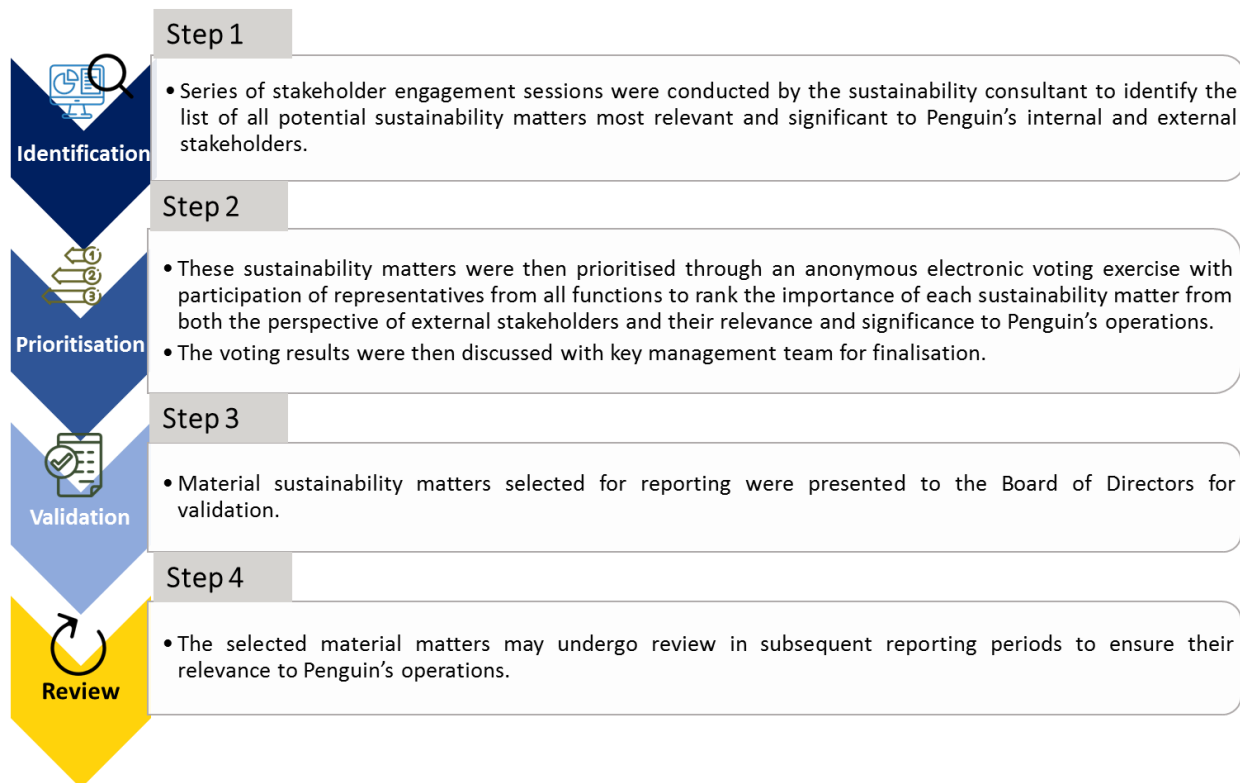 Step 1
Identification
• Series of stakeholder engagement sessions were conducted by the sustainability consultant to identify the
list of all potential sustainability matters most relevant and significant to Penguin’s internal and external
stakeholders.
Step 2
1
2
3
Prioritisation
• These sustainability matters were then prioritised through an anonymous electronic voting exercise with
participation of representatives from all functions to rank the importance of each sustainability matter from
both the perspective of external stakeholders and their relevance and significance to Penguin’s operations.
• The voting results were then discussed with key management team for finalisation.
Step 3
Validation
• Material sustainability matters selected for reporting were presented to the Board of Directors for
validation.
Step 4
Review
• The selected material matters may undergo review in subsequent reporting periods to ensure their
relevance to Penguin’s operations.